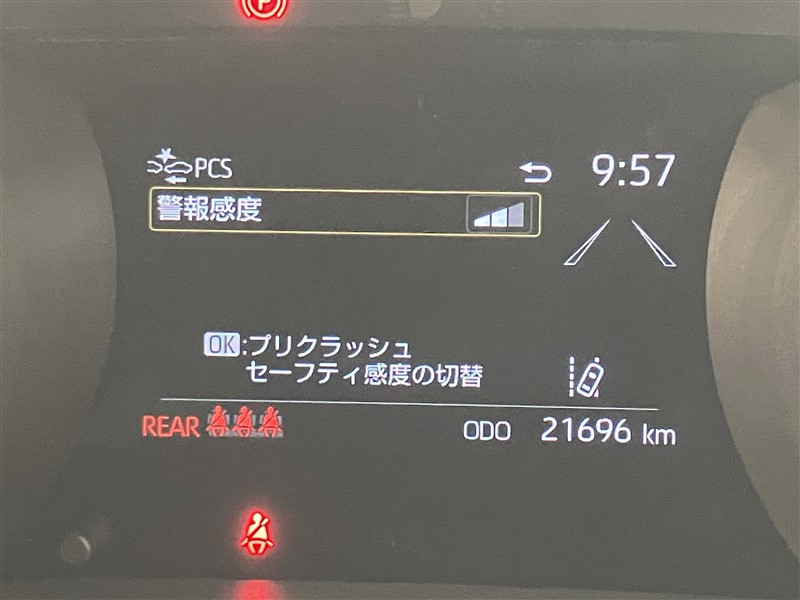 P
PCS
9:57
警報感度
OK:プリクラッシュ
セーフティ感度の切替
REAR
ODO 21696 km